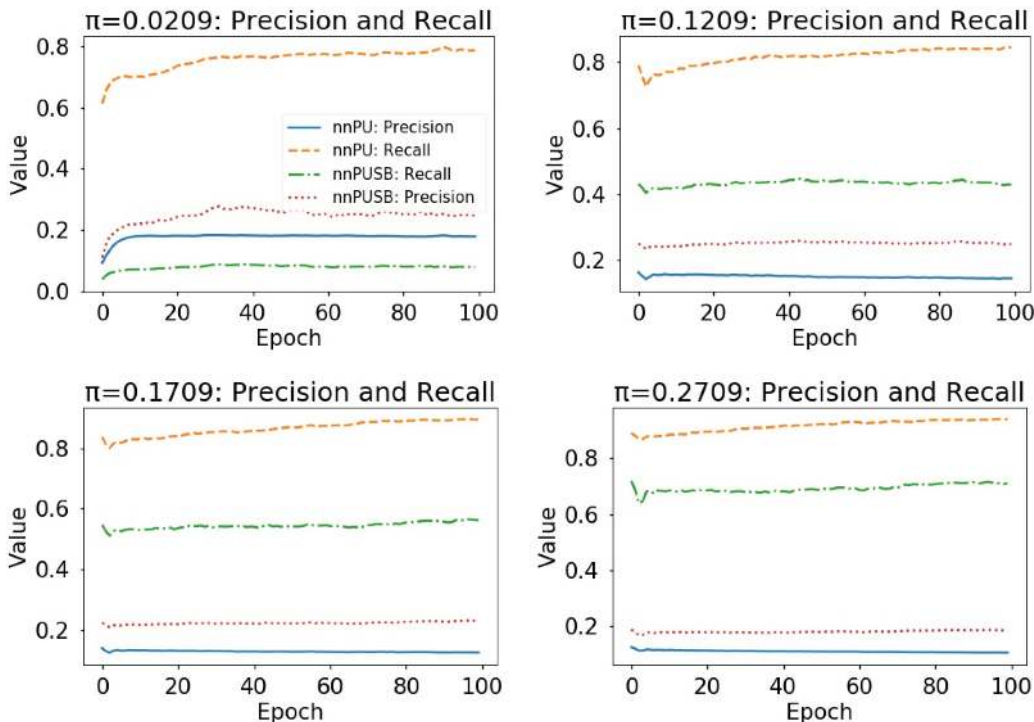 π=0.0209: Precision and Recall
0.8
0.6
0.4
0.2
0.0
Value
nnPU: Precision
nnPU: Recall
nnPUSB: Recall
nnPUSB: Precision
0 20 40 60 80 100
Epoch
π=0.1209: Precision and Recall
0.8
0.6
0.4
0.2
Value
0 20 40 60 80 100
Epoch
π=0.1709: Precision and Recall
0.8
0.6
0.4
0.2
Value
0 20 40 60 80 100
Epoch
π=0.2709: Precision and Recall
0.8
0.6
0.4
0.2
Value
0 20 40 60 80 100
Epoch